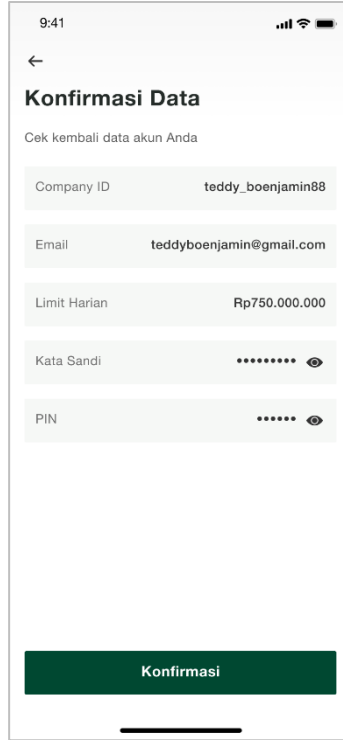 9:41
Konfirmasi Data
Cek kembali data akun Anda
Company ID teddy_boenjamin88
Email teddyboenjamin@gmail.com
Limit Harian Rp750.000.000
Kata Sandi •••••••••
PIN ••••••
Konfirmasi